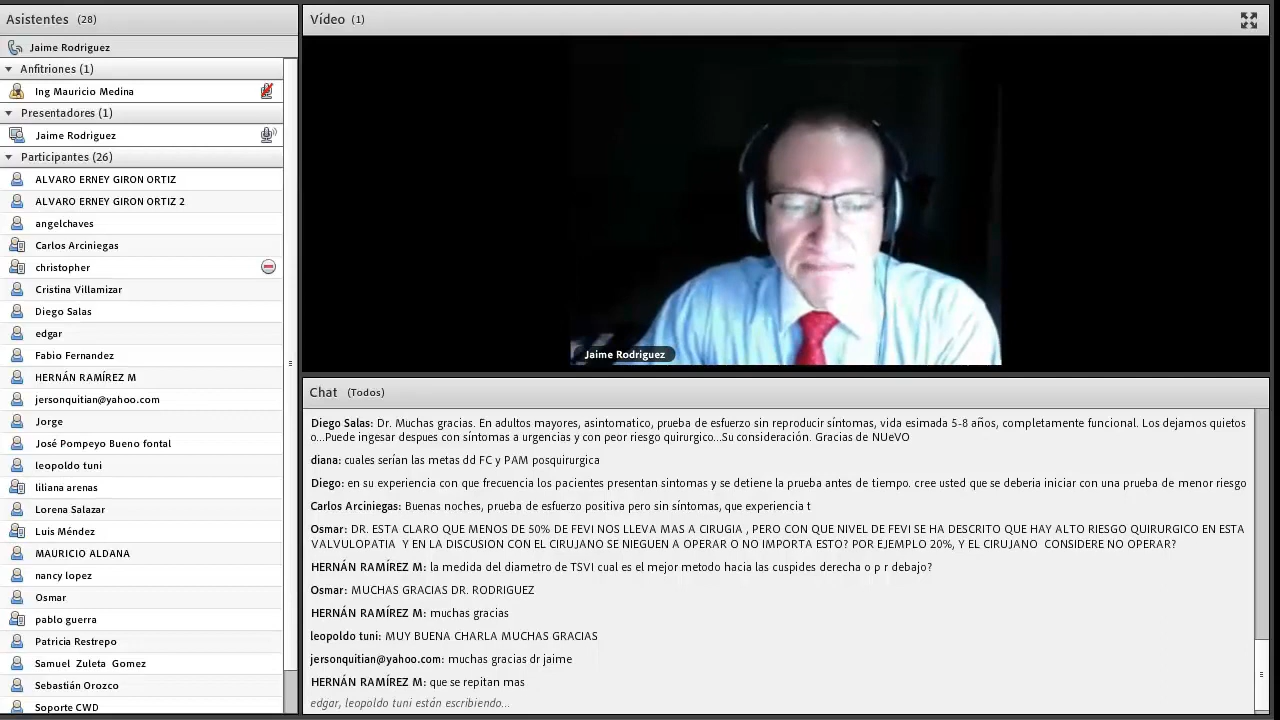 Asistentes (28)
Jaime Rodriguez
Anfitriones (1)
Ing Mauricio Medina
Presentadores (1)
Jaime Rodriguez
Participantes (26)
ALVARO ERNEY GIRON ORTIZ
ALVARO ERNEY GIRON ORTIZ 2
angelchaves
Carlos Arciniegas
christopher
Cristina Villamizar
Diego Salas
edgar
Fabio Fernandez
HERNÁN RAMÍREZ M
jersonquitian@yahoo.com
Jorge
José Pompeyo Bueno fontal
leopoldo tuni
liliana arenas
Lorena Salazar
Luis Méndez
MAURICIO ALDANA
nancy lopez
Osmar
pablo guerra
Patricia Restrepo
Samuel Zuleta Gomez
Sebastián Orozco
Soporte CWD
Vídeo (1)
Jaime Rodriguez
Chat (Todos)
Diego Salas: Dr. Muchas gracias. En adultos mayores, asintomatico, prueba de esfuerzo sin reproducir síntomas, vida esimada 5-8 años, completamente funcional. Los dejamos quietos
o...Puede ingesar despues con síntomas a urgencias y con peor riesgo quirurgico...Su consideración. Gracias de NUeVO
diana: cuales serían las metas dd FC y PAM posquirurgica
Diego: en su experiencia con que frecuencia los pacientes presentan sintomas y se detiene la prueba antes de tiempo. cree usted que se deberia iniciar con una prueba de menor riesgo
Carlos Arciniegas: Buenas noches, prueba de esfuerzo positiva pero sin síntomas, que experiencia t
Osmar: DR. ESTA CLARO QUE MENOS DE 50% DE FEVI NOS LLEVA MAS A CIRUGIA , PERO CON QUE NIVEL DE FEVI SE HA DESCRITO QUE HAY ALTO RIESGO QUIRURGICO EN ESTA
VALVULOPATIA Y EN LA DISCUSION CON EL CIRUJANO SE NIEGUEN A OPERAR O NO IMPORTA ESTO? POR EJEMPLO 20%, Y EL CIRUJANO CONSIDERE NO OPERAR?
HERNÁN RAMÍREZ M: la medida del diametro de TSVI cual es el mejor metodo hacia las cuspides derecha o p r debajo?
Osmar: MUCHAS GRACIAS DR. RODRIGUEZ
HERNÁN RAMÍREZ M: muchas gracias
leopoldo tuni: MUY BUENA CHARLA MUCHAS GRACIAS
jersonquitian@yahoo.com: muchas gracias dr jaime
HERNÁN RAMÍREZ M: que se repitan mas
edgar, leopoldo tuni están escribiendo...